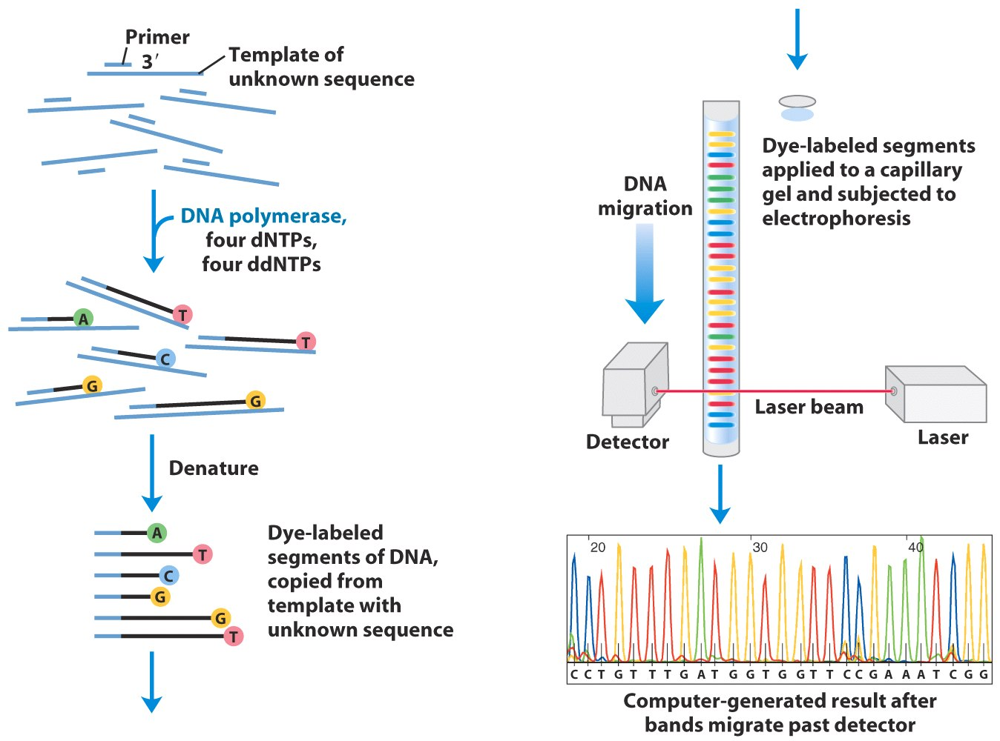 Primer
3′
Template of
unknown sequence
DNA polymerase,
four dNTPs,
four ddNTPs
A
T
T
C
G
G
Denature
A
T
C
G
G
T
Dye-labeled
segments of DNA,
copied from
template with
unknown sequence
Dye-labeled segments
applied to a capillary
gel and subjected to
electrophoresis
DNA
migration
Laser beam
Detector
Laser
20 30 40
C C T G T T T G A T G G T G G T T C C G A A A T C G G
Computer-generated result after
bands migrate past detector